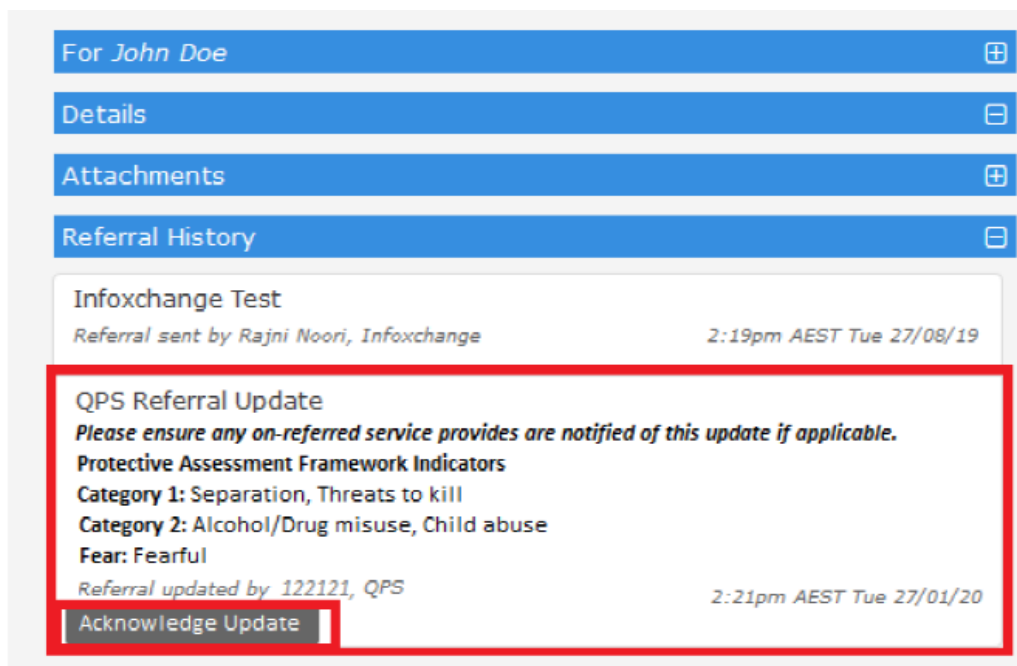 For John Doe
Details
Attachments
Referral History
Infoxchange Test
Referral sent by Rajni Noori, Infoxchange 2:19pm AEST Tue 27/08/19
QPS Referral Update
Please ensure any on-referred service provides are notified of this update if applicable.
Protective Assessment Framework Indicators
Category 1: Separation, Threats to kill
Category 2: Alcohol/Drug misuse, Child abuse
Fear: Fearful
Referral updated by 122121, QPS 2:21pm AEST Tue 27/01/20
Acknowledge Update